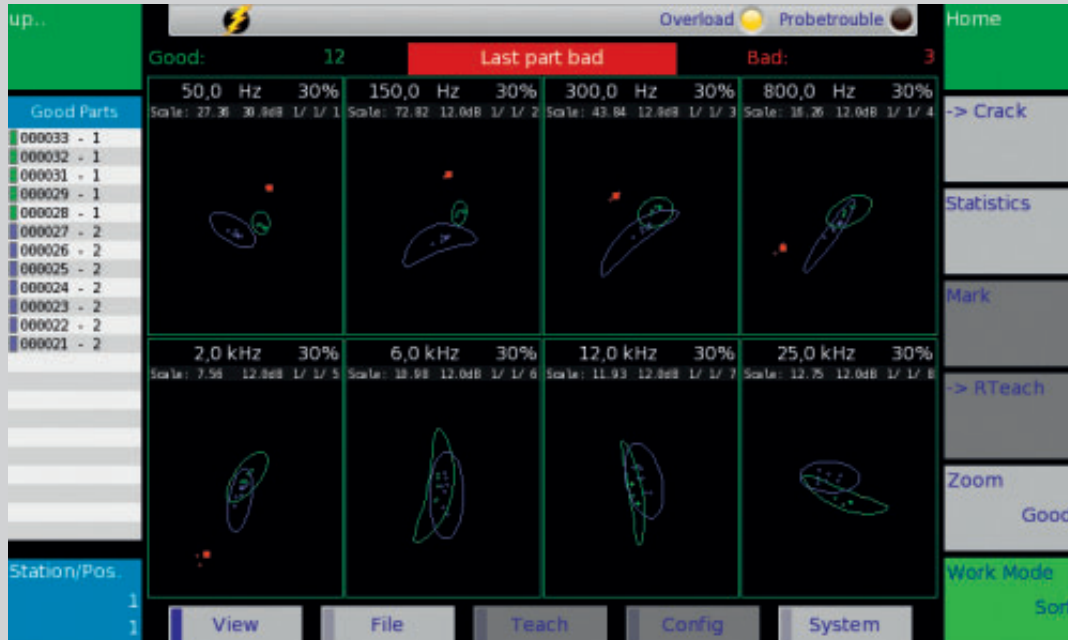 up..
Overload
Probetrouble
Home
Good: 12
Last part bad
Bad: 3
50,0 Hz 30%
150,0 Hz 30%
300,0 Hz 30%
800,0 Hz 30%
Scale: 27.36 30.0dB 1/ 1/ 1
Scale: 72.82 12.0dB 1/ 1/ 2
Scale: 43.84 12.0dB 1/ 1/ 3
Scale: 16.26 12.0dB 1/ 1/ 4
Good Parts
000033 - 1
000032 - 1
000031 - 1
000029 - 1
000028 - 1
000027 - 2
000026 - 2
000025 - 2
000024 - 2
000023 - 2
000022 - 2
000021 - 2
-> Crack
Statistics
Mark
2,0 kHz 30%
6,0 kHz 30%
12,0 kHz 30%
25,0 kHz 30%
Scale: 7.56 12.0dB 1/ 1/ 5
Scale: 10.98 12.0dB 1/ 1/ 6
Scale: 11.93 12.0dB 1/ 1/ 7
Scale: 12.75 12.0dB 1/ 1/ 8
-> RTeach
Zoom
Good
Station/Pos.
1
1
Work Mode
Sort
View
File
Teach
Config
System